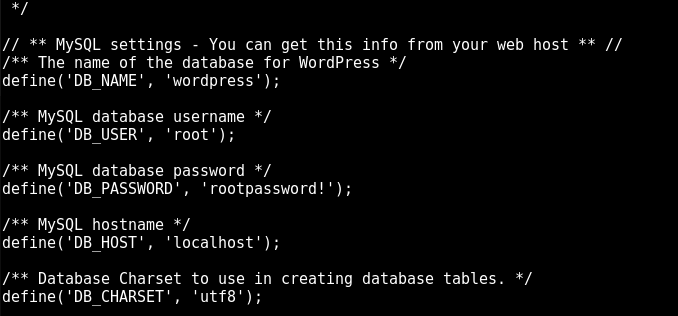 */
// ** MySQL settings - You can get this info from your web host ** //
/** The name of the database for WordPress */
define('DB_NAME', 'wordpress');
/** MySQL database username */
define('DB_USER', 'root');
/** MySQL database password */
define('DB_PASSWORD', 'rootpassword!');
/** MySQL hostname */
define('DB_HOST', 'localhost');
/** Database Charset to use in creating database tables. */
define('DB_CHARSET', 'utf8');